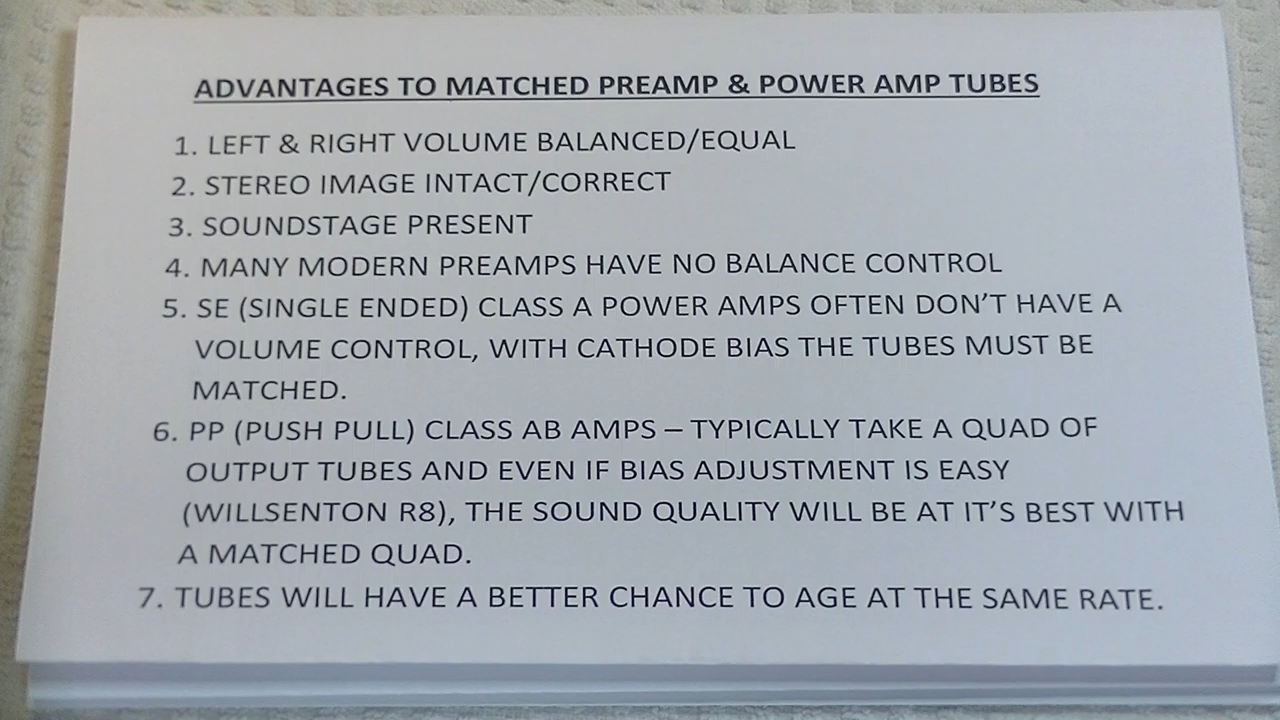 ADVANTAGES TO MATCHED PREAMP & POWER AMP TUBES
1. LEFT & RIGHT VOLUME BALANCED/EQUAL
2. STEREO IMAGE INTACT/CORRECT
3. SOUNDSTAGE PRESENT
4. MANY MODERN PREAMPS HAVE NO BALANCE CONTROL
5. SE (SINGLE ENDED) CLASS A POWER AMPS OFTEN DON'T HAVE A
VOLUME CONTROL, WITH CATHODE BIAS THE TUBES MUST BE
MATCHED.
6. PP (PUSH PULL) CLASS AB AMPS – TYPICALLY TAKE A QUAD OF
OUTPUT TUBES AND EVEN IF BIAS ADJUSTMENT IS EASY
(WILLSENTON R8), THE SOUND QUALITY WILL BE AT IT'S BEST WITH
A MATCHED QUAD.
7. TUBES WILL HAVE A BETTER CHANCE TO AGE AT THE SAME RATE.